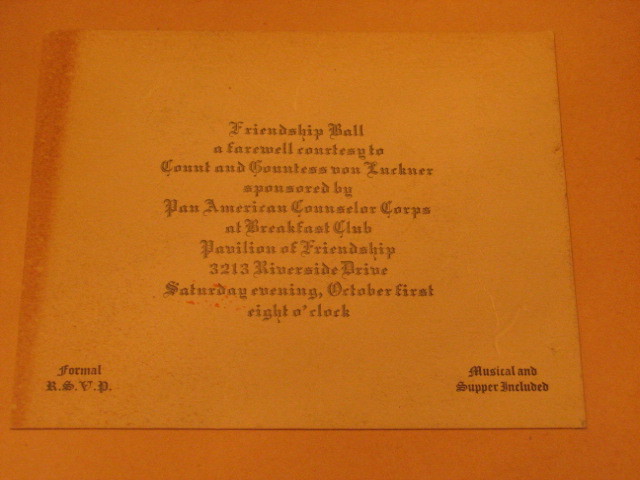 Friendship Ball
a farewell courtesy to
Count and Countess von Luckner
sponsored by
Pan American Counselor Corps
at Breakfast Club
Pavilion of Friendship
3213 Riverside Drive
Saturday evening, October first
eight o'clock
Formal
R.S.V.P.
Musical and
Supper Included